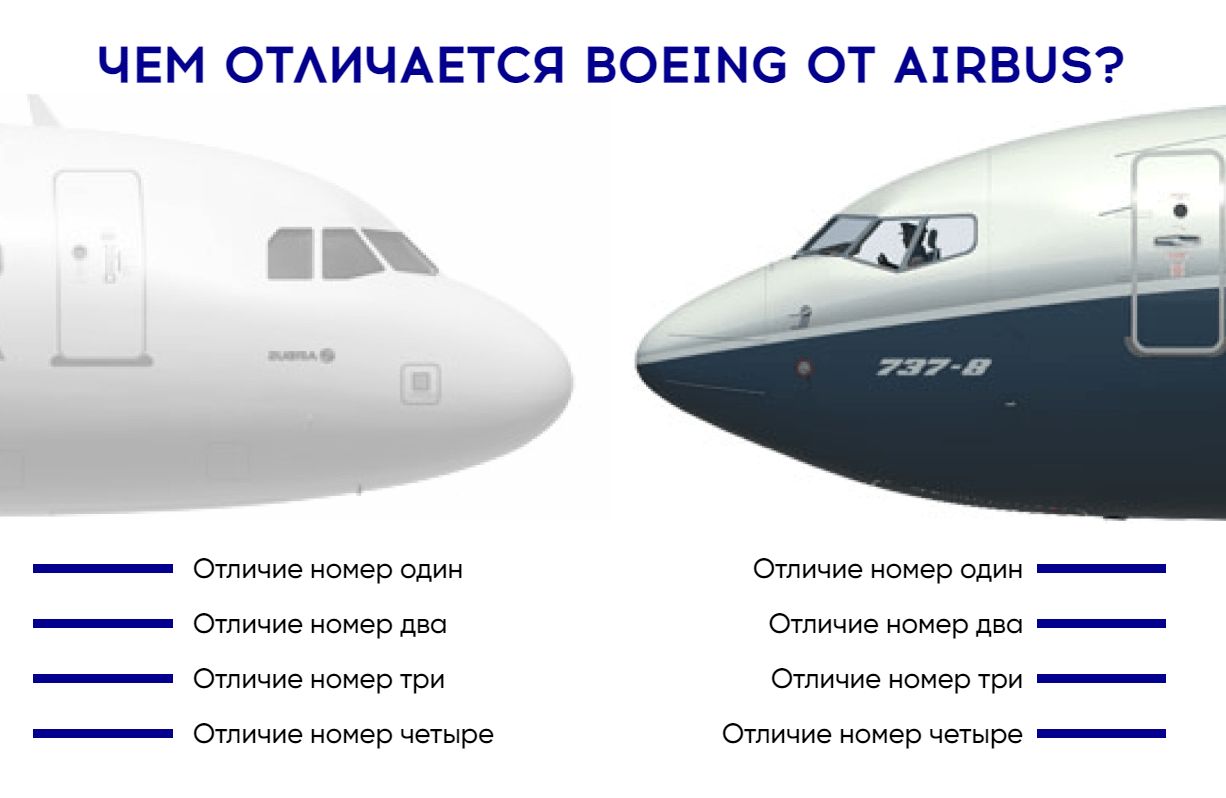 ЧЕМ ОТЛИЧАЕТСЯ BOEING ОТ AIRBUS?
AIRBUS
737-8
Отличие номер один
Отличие номер два
Отличие номер три
Отличие номер четыре
Отличие номер один
Отличие номер два
Отличие номер три
Отличие номер четыре